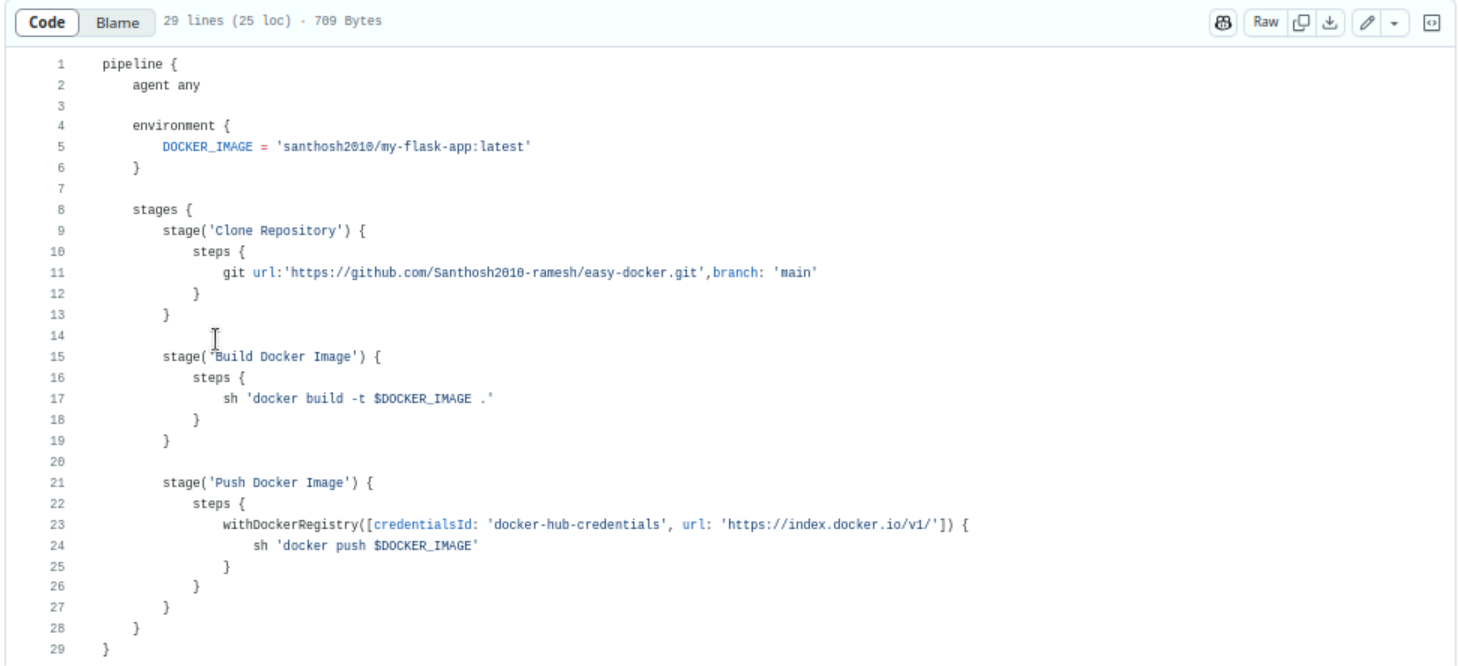 Code Blame 29 lines (25 loc) · 709 Bytes Raw
1 pipeline {
2     agent any
3
4     environment {
5         DOCKER_IMAGE = 'santhosh2010/my-flask-app:latest'
6     }
7
8     stages {
9         stage('Clone Repository') {
10             steps {
11                 git url:'https://github.com/Santhosh2010-ramesh/easy-docker.git',branch: 'main'
12             }
13         }
14
15         stage('Build Docker Image') {
16             steps {
17                 sh 'docker build -t $DOCKER_IMAGE .'
18             }
19         }
20
21         stage('Push Docker Image') {
22             steps {
23                 withDockerRegistry([credentialsId: 'docker-hub-credentials', url: 'https://index.docker.io/v1/']) {
24                     sh 'docker push $DOCKER_IMAGE'
25                 }
26             }
27         }
28     }
29 }